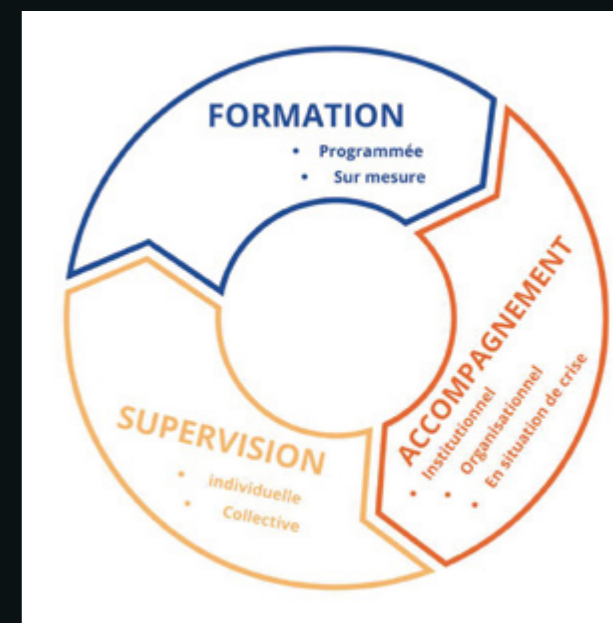 FORMATION
• Programmée
• Sur mesure
ACCOMPAGNEMENT
• Institutionnel
• Organisationnel
• En situation de crise
SUPERVISION
• individuelle
• Collective